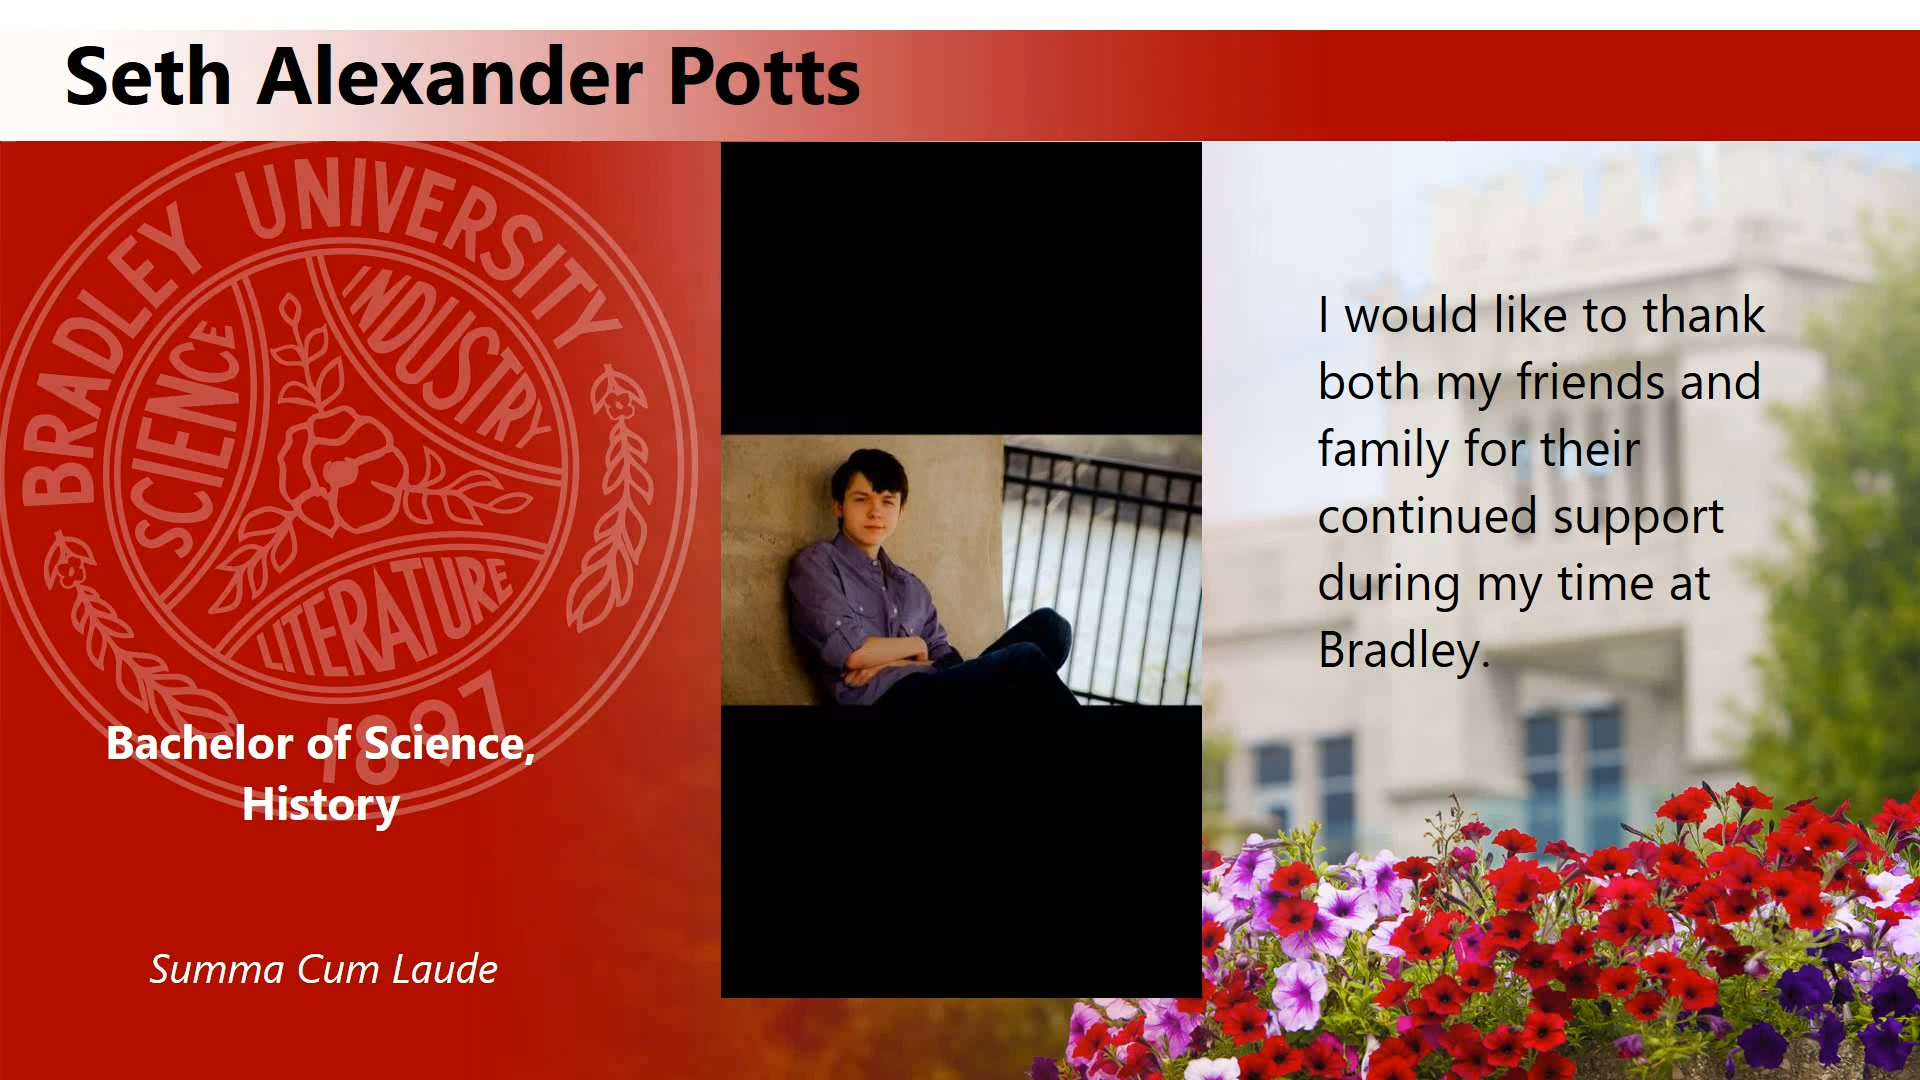 Seth Alexander Potts
BRADLEY UNIVERSITY
SCIENCE
INDUSTRY
LITERATURE
1897
Bachelor of Science,
History
Summa Cum Laude
I would like to thank
both my friends and
family for their
continued support
during my time at
Bradley.